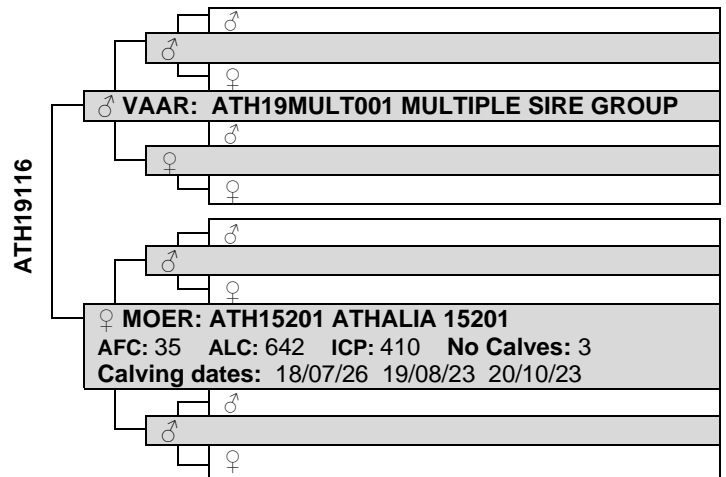 ♂
♂
♀
♂ VAAR: ATH19MULT001 MULTIPLE SIRE GROUP
♂
♀
♀
ATH19116
♂
♂
♀
♀ MOER: ATH15201 ATHALIA 15201
AFC: 35 ALC: 642 ICP: 410 No Calves: 3
Calving dates: 18/07/26 19/08/23 20/10/23
♂
♂
♀